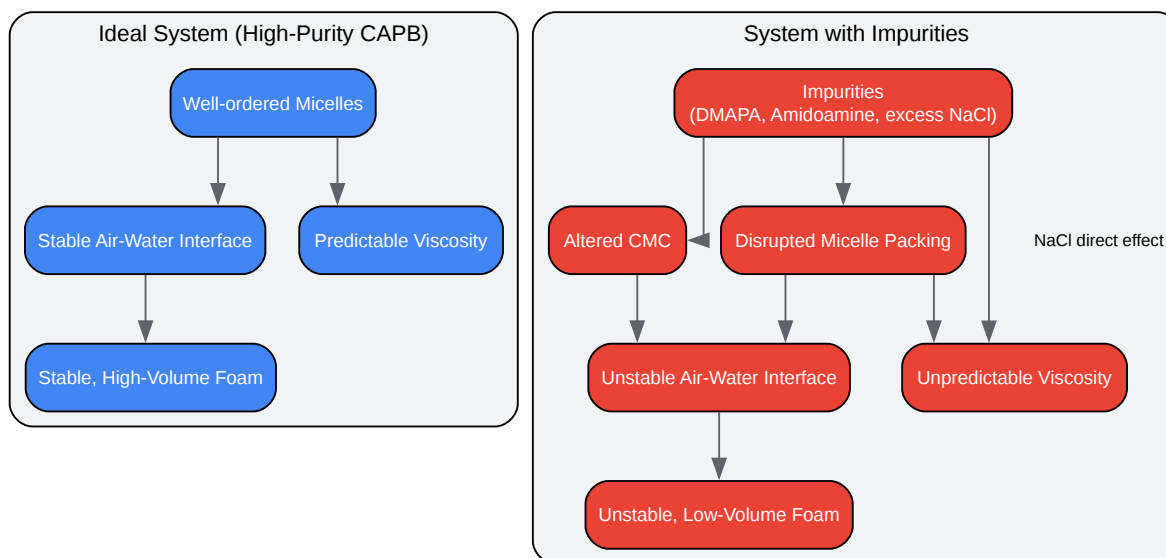 Ideal System (High-Purity CAPB)
Well-ordered Micelles
Stable Air-Water Interface
Predictable Viscosity
Stable, High-Volume Foam
System with Impurities
Impurities
(DMAPA, Amidoamine, excess NaCl)
Altered CMC
Disrupted Micelle Packing
NaCl direct effect
Unstable Air-Water Interface
Unpredictable Viscosity
Unstable, Low-Volume Foam